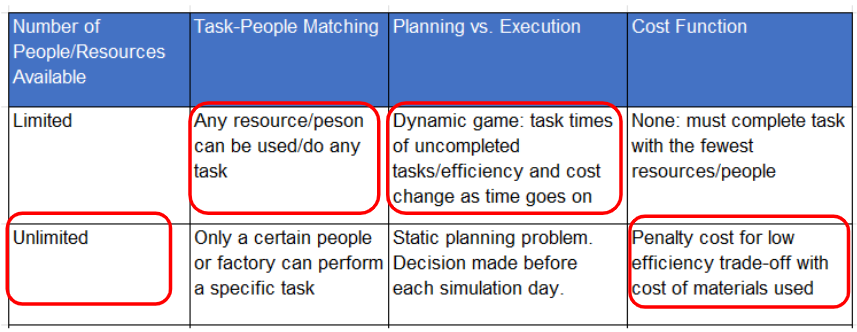 Number of
People/Resources
Available
Task-People Matching
Planning vs. Execution
Cost Function
Limited
Any resource/peson
can be used/do any
task
Dynamic game: task times
of uncompleted
tasks/efficiency and cost
change as time goes on
None: must complete task
with the fewest
resources/people
Unlimited
Only a certain people
or factory can perform
a specific task
Static planning problem.
Decision made before
each simulation day.
Penalty cost for low
efficiency trade-off with
cost of materials used